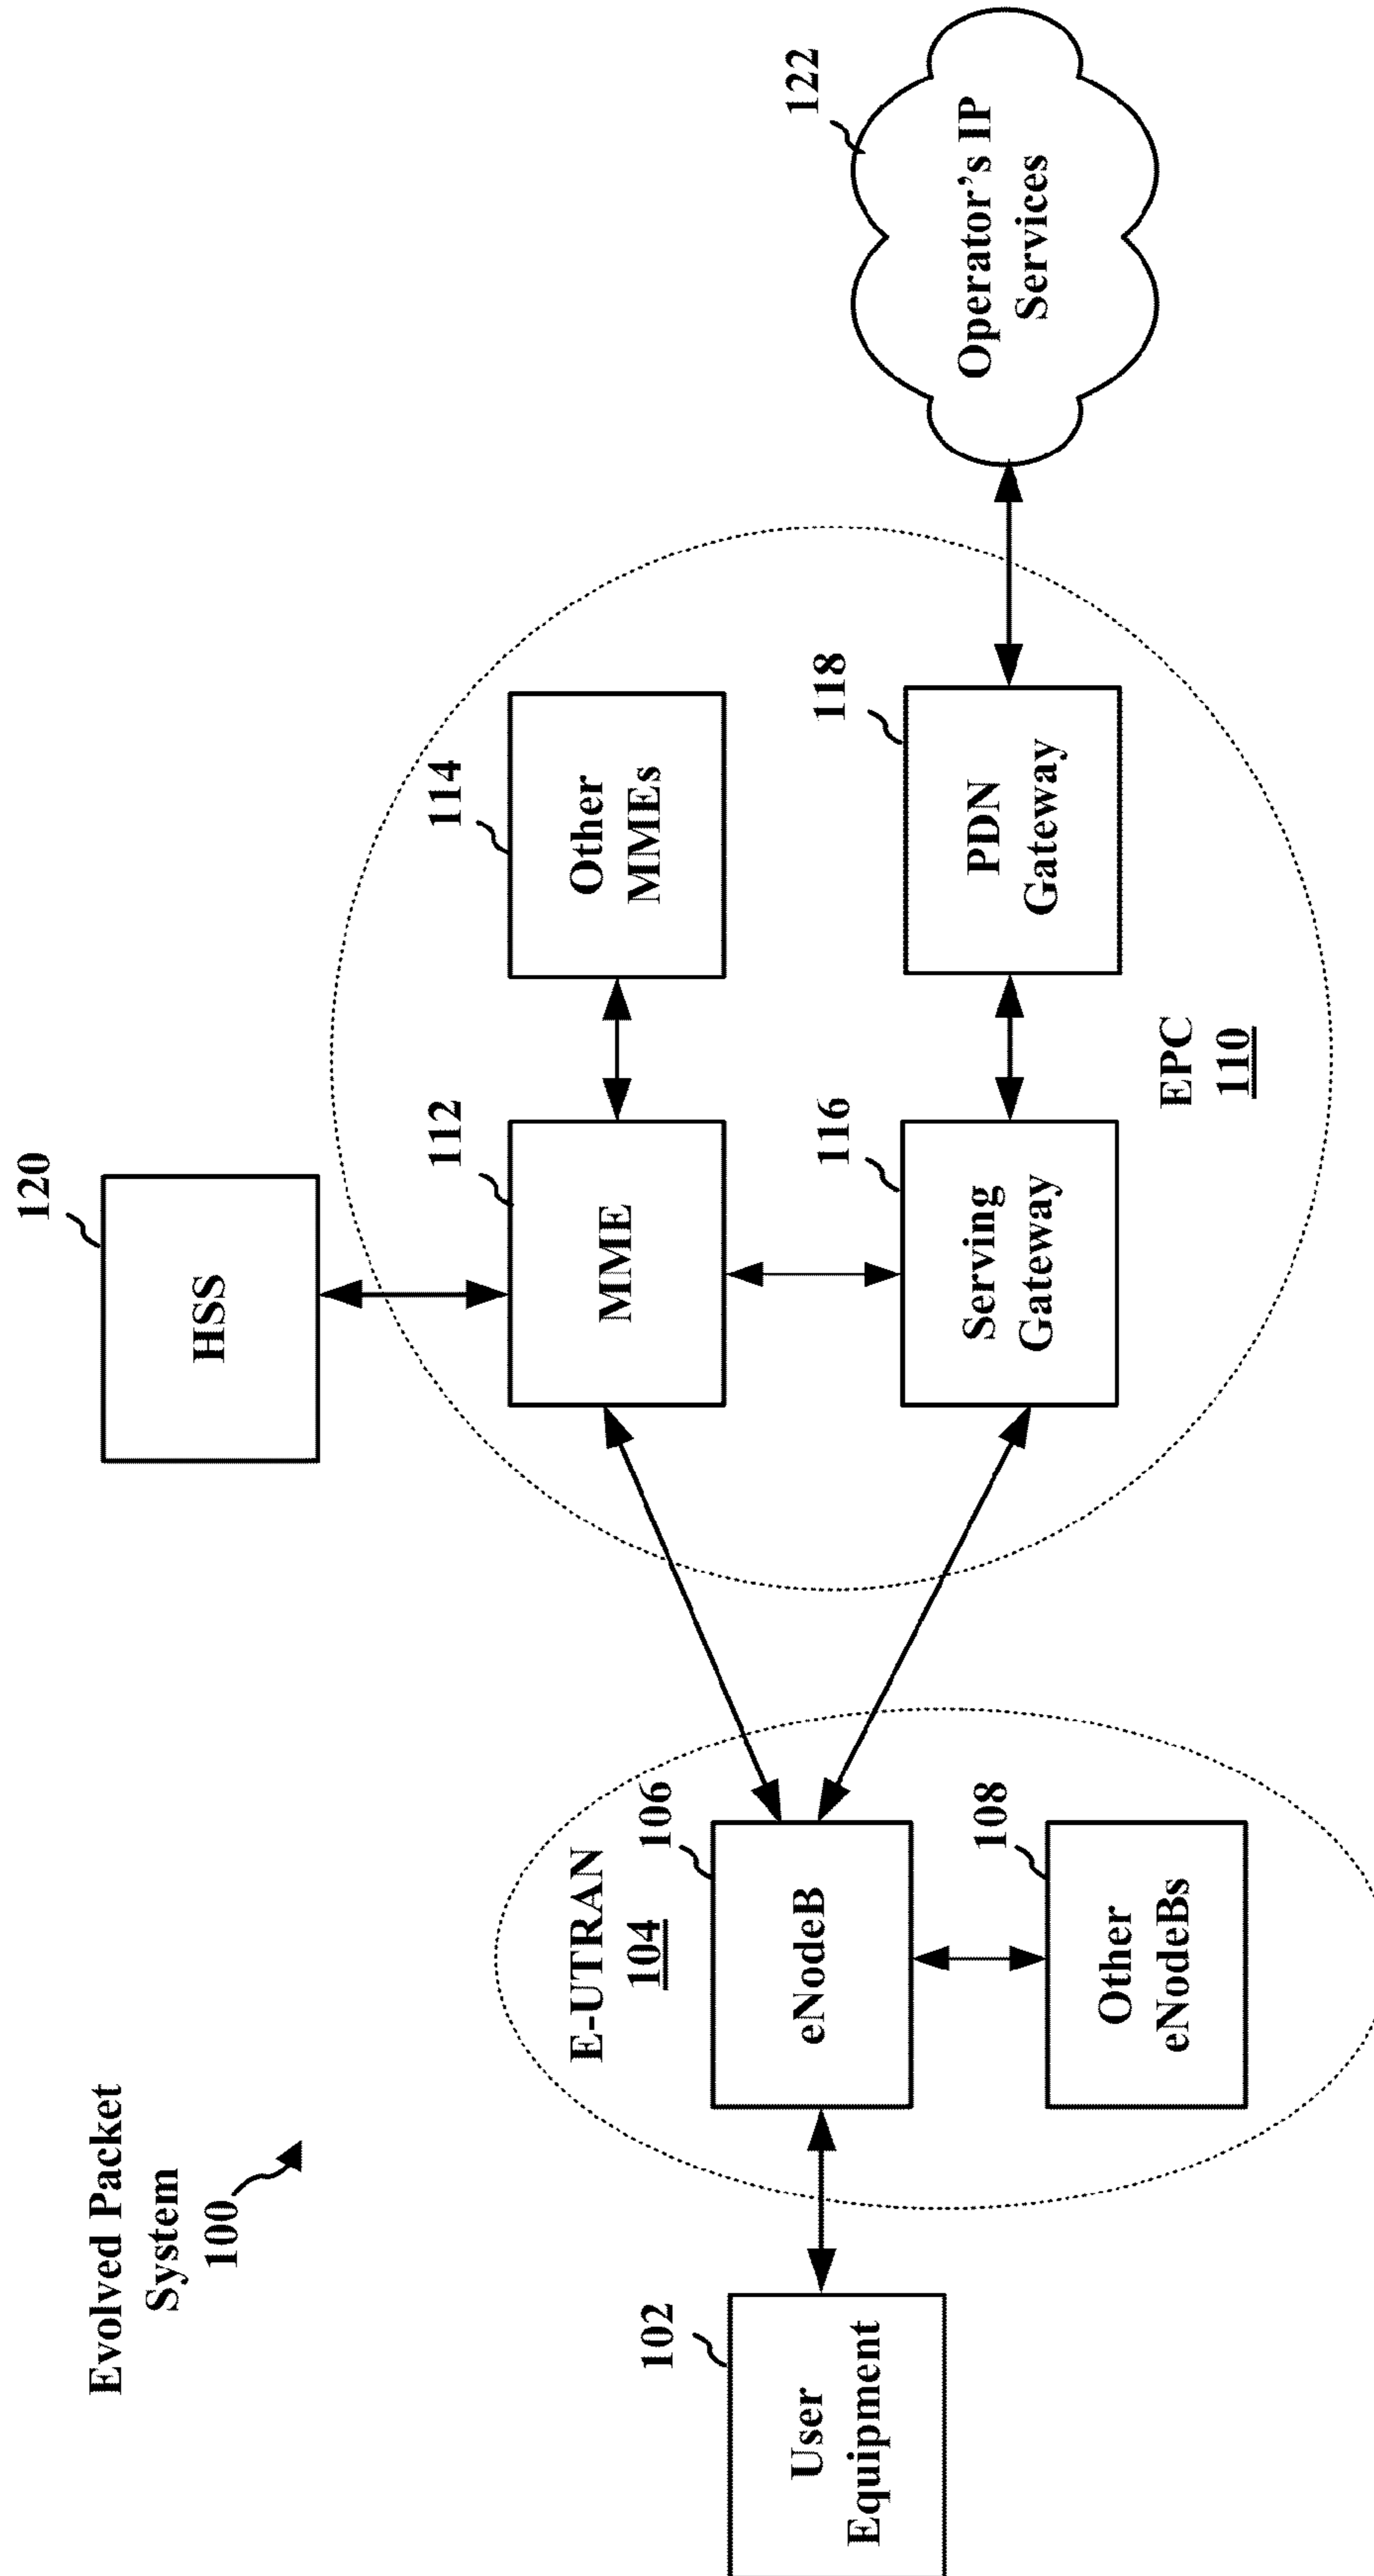 Evolved Packet
System
100
102
User
Equipment
E-UTRAN
104
106
eNodeB
108
Other
eNodeBs
120
HSS
112
MME
114
Other
MMEs
116
Serving
Gateway
118
PDN
Gateway
EPC
110
122
Operator's IP
Services